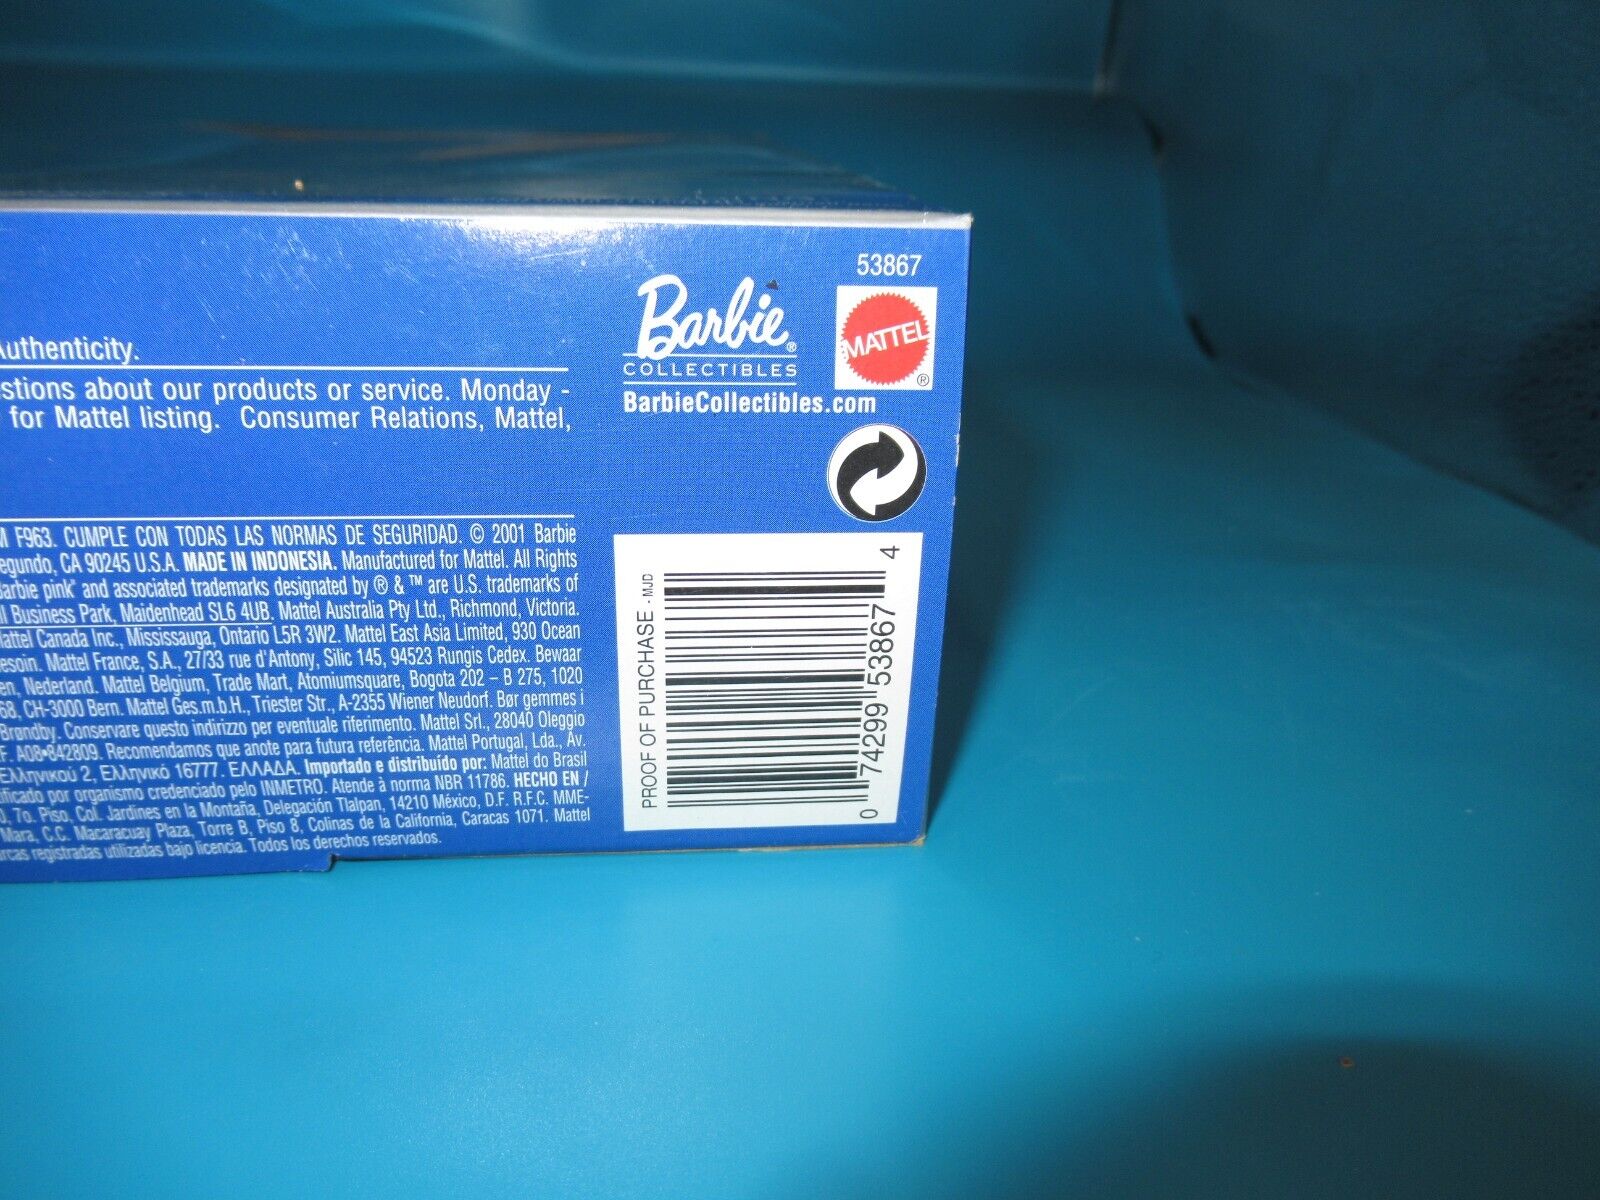 Authenticity.
estions about our products or service. Monday -
for Mattel listing. Consumer Relations, Mattel,
53867
Barbie®
COLLECTIBLES
BarbieCollectibles.com
MATTEL®
F963. CUMPLE CON TODAS LAS NORMAS DE SEGURIDAD. © 2001 Barbie
egundo, CA 90245 U.S.A. MADE IN INDONESIA. Manufactured for Mattel. All Rights
Barbie pink" and associated trademarks designated by ® & ™ are U.S. trademarks of
ll Business Park, Maidenhead SL6 4UB. Mattel Australia Pty Ltd., Richmond, Victoria.
Mattel Canada Inc., Mississauga, Ontario L5R 3W2. Mattel East Asia Limited, 930 Ocean
esoin. Mattel France, S.A., 27/33 rue d'Antony, Silic 145, 94523 Rungis Cedex. Bewaar
en, Nederland. Mattel Belgium, Trade Mart, Atomiumsquare, Bogota 202 – B 275, 1020
68, CH-3000 Bern. Mattel Ges.m.b.H., Triester Str., A-2355 Wiener Neudorf. Bør gemmes i
Brøndby. Conservare questo indirizzo per eventuale riferimento. Mattel Srl., 28040 Oleggio
F. A08•842809. Recomendamos que anote para futura referência. Mattel Portugal, Lda., Av.
Ελληνικού 2, Ελληνικό 16777. ΕΛΛΑΔΑ. Importado e distribuído por: Mattel do Brasil
ificado por organismo credenciado pelo INMETRO. Atende à norma NBR 11786. HECHO EN /
0, 7o. Piso, Col. Jardines en la Montaña, Delegación Tlalpan, 14210 México, D.F. R.F.C. MME-
Mara, C.C. Macaracuay Plaza, Torre B, Piso 8, Colinas de la California, Caracas 1071. Mattel
rcas registradas utilizadas bajo licencia. Todos los derechos reservados.
PROOF OF PURCHASE - MJD
0 74299 53867 4